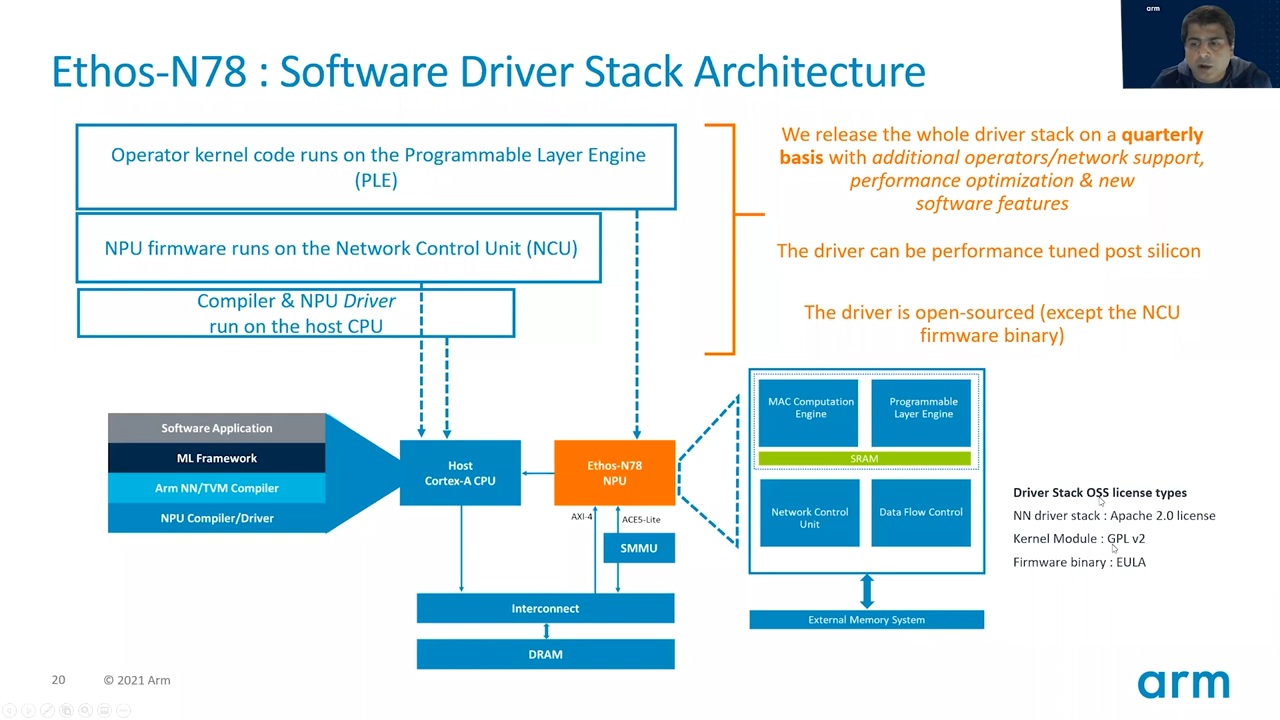 arm
Ethos-N78 : Software Driver Stack Architecture
Operator kernel code runs on the Programmable Layer Engine
(PLE)
NPU firmware runs on the Network Control Unit (NCU)
Compiler & NPU Driver
run on the host CPU
We release the whole driver stack on a quarterly
basis with additional operators/network support,
performance optimization & new
software features
The driver can be performance tuned post silicon
The driver is open-sourced (except the NCU
firmware binary)
Software Application
ML Framework
Arm NN/TVM Compiler
NPU Compiler/Driver
Host
Cortex-A CPU
Ethos-N78
NPU
AXI-4
ACE5-Lite
SMMU
Interconnect
DRAM
MAC Computation
Engine
Programmable
Layer Engine
SRAM
Network Control
Unit
Data Flow Control
External Memory System
Driver Stack OSS license types
NN driver stack : Apache 2.0 license
Kernel Module : GPL v2
Firmware binary : EULA
20
© 2021 Arm
arm